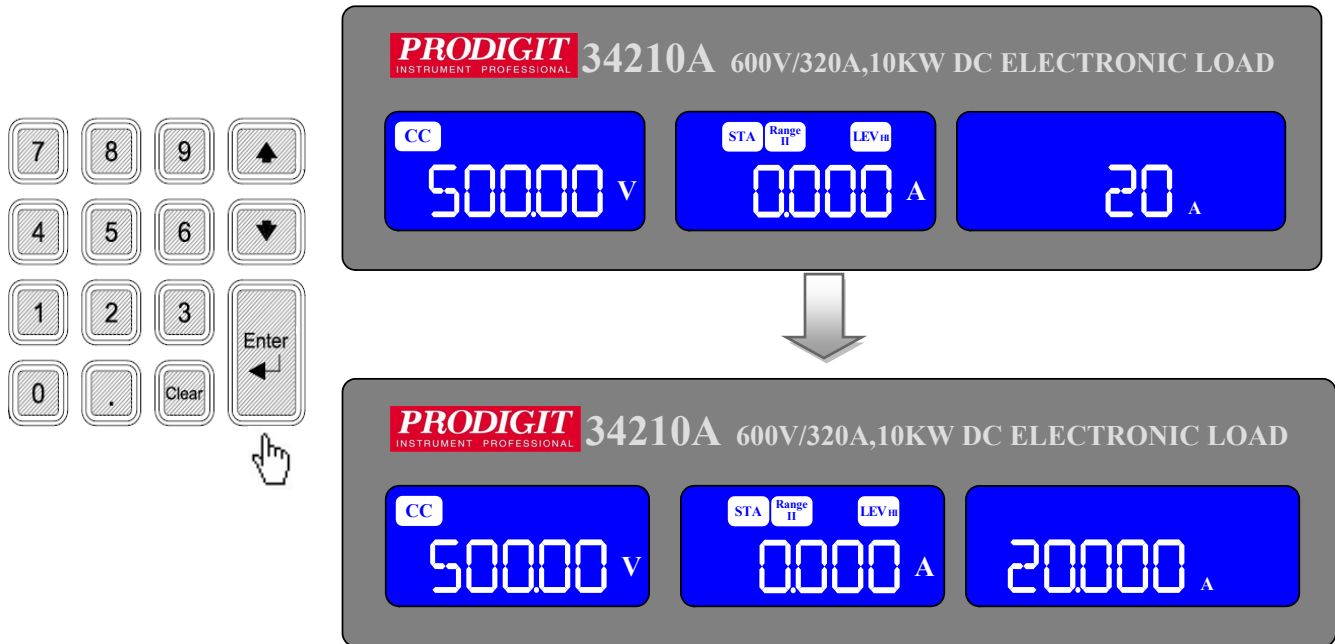 7 8 9
4 5 6
1 2 3 Enter
0 . Clear
PRODIGIT 34210A 600V/320A,10KW DC ELECTRONIC LOAD
INSTRUMENT PROFESSIONAL
CC STA Range II LEV HI
500.00 V 0.000 A 20 A
PRODIGIT 34210A 600V/320A,10KW DC ELECTRONIC LOAD
INSTRUMENT PROFESSIONAL
CC STA Range II LEV HI
500.00 V 0.000 A 20.000 A